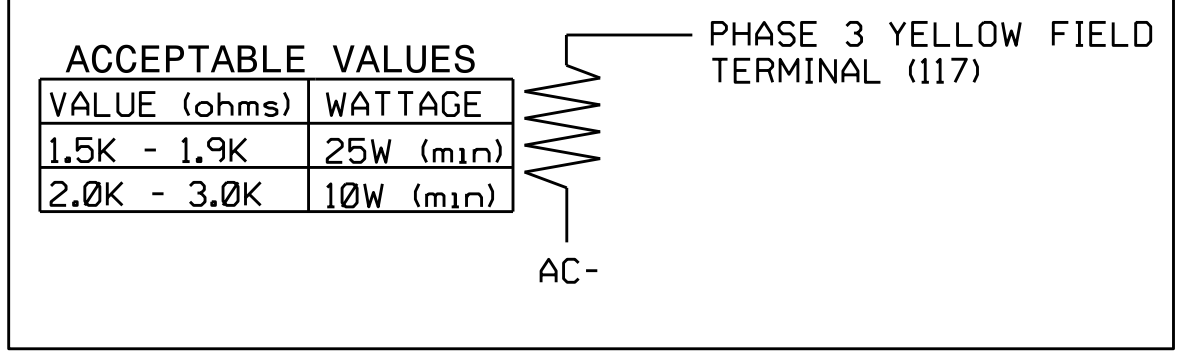 ACCEPTABLE VALUES
VALUE (ohms) WATTAGE
1.5K - 1.9K 25W (min)
2.0K - 3.0K 10W (min)
PHASE 3 YELLOW FIELD
TERMINAL (117)
AC-